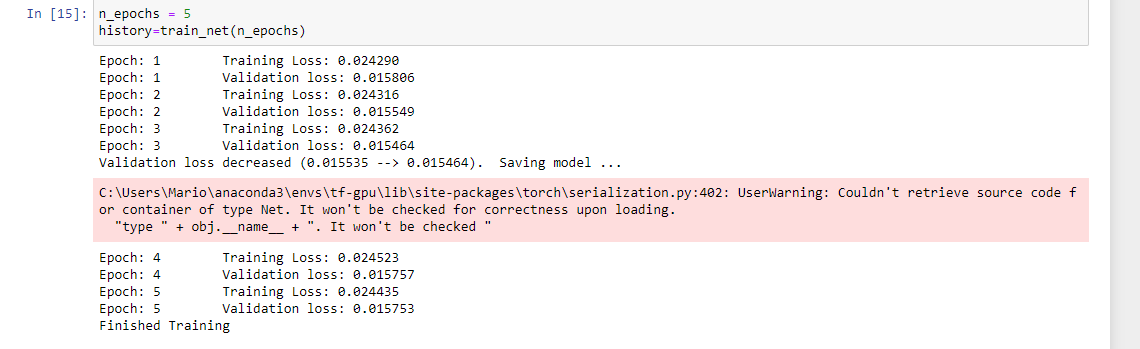 In [15]: n_epochs = 5
history=train_net(n_epochs)
Epoch: 1        Training Loss: 0.024290
Epoch: 1        Validation loss: 0.015806
Epoch: 2        Training Loss: 0.024316
Epoch: 2        Validation loss: 0.015549
Epoch: 3        Training Loss: 0.024362
Epoch: 3        Validation loss: 0.015464
Validation loss decreased (0.015535 --> 0.015464).  Saving model ...
C:\Users\Mario\anaconda3\envs\tf-gpu\lib\site-packages\torch\serialization.py:402: UserWarning: Couldn't retrieve source code f
or container of type Net. It won't be checked for correctness upon loading.
  "type " + obj.__name__ + ". It won't be checked "
Epoch: 4        Training Loss: 0.024523
Epoch: 4        Validation loss: 0.015757
Epoch: 5        Training Loss: 0.024435
Epoch: 5        Validation loss: 0.015753
Finished Training